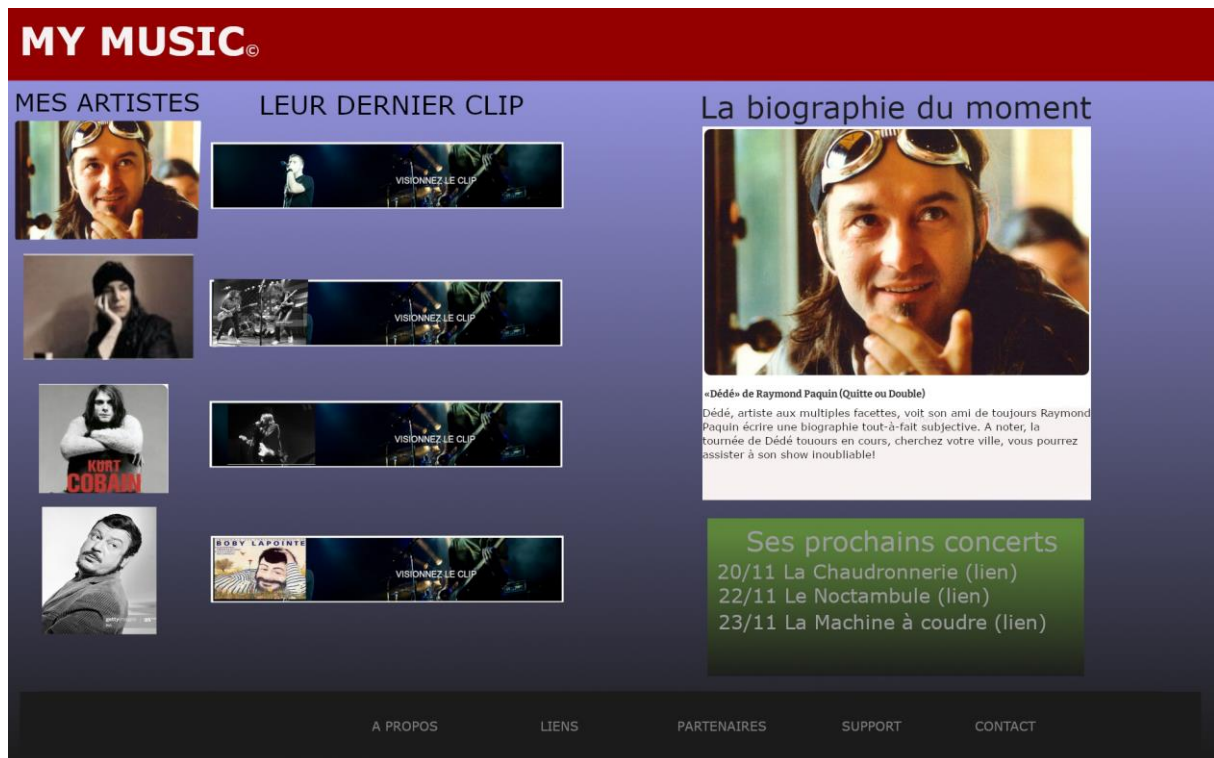 MY MUSIC©
MES ARTISTES
LEUR DERNIER CLIP
VISIONNEZ LE CLIP
VISIONNEZ LE CLIP
KURT
COBAIN
VISIONNEZ LE CLIP
BOBY LAPOINTE
VISIONNEZ LE CLIP
La biographie du moment
«Dédé» de Raymond Paquin (Quitte ou Double)
Dédé, artiste aux multiples facettes, voit son ami de toujours Raymond
Paquin écrire une biographie tout-à-fait subjective. A noter, la
tournée de Dédé touours en cours, cherchez votre ville, vous pourrez
assister à son show inoubliable!
Ses prochains concerts
20/11 La Chaudronnerie (lien)
22/11 Le Noctambule (lien)
23/11 La Machine à coudre (lien)
A PROPOS LIENS PARTENAIRES SUPPORT CONTACT